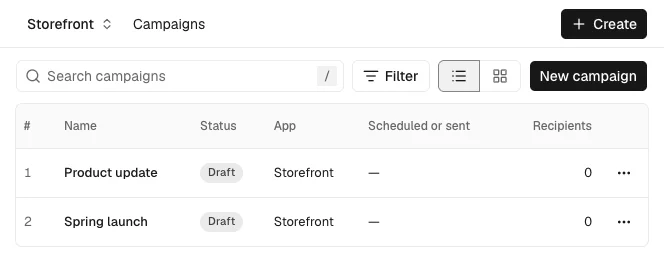 Storefront Campaigns + Create
Search campaigns / Filter New campaign
# Name Status App Scheduled or sent Recipients
1 Product update Draft Storefront — 0 ...
2 Spring launch Draft Storefront — 0 ...